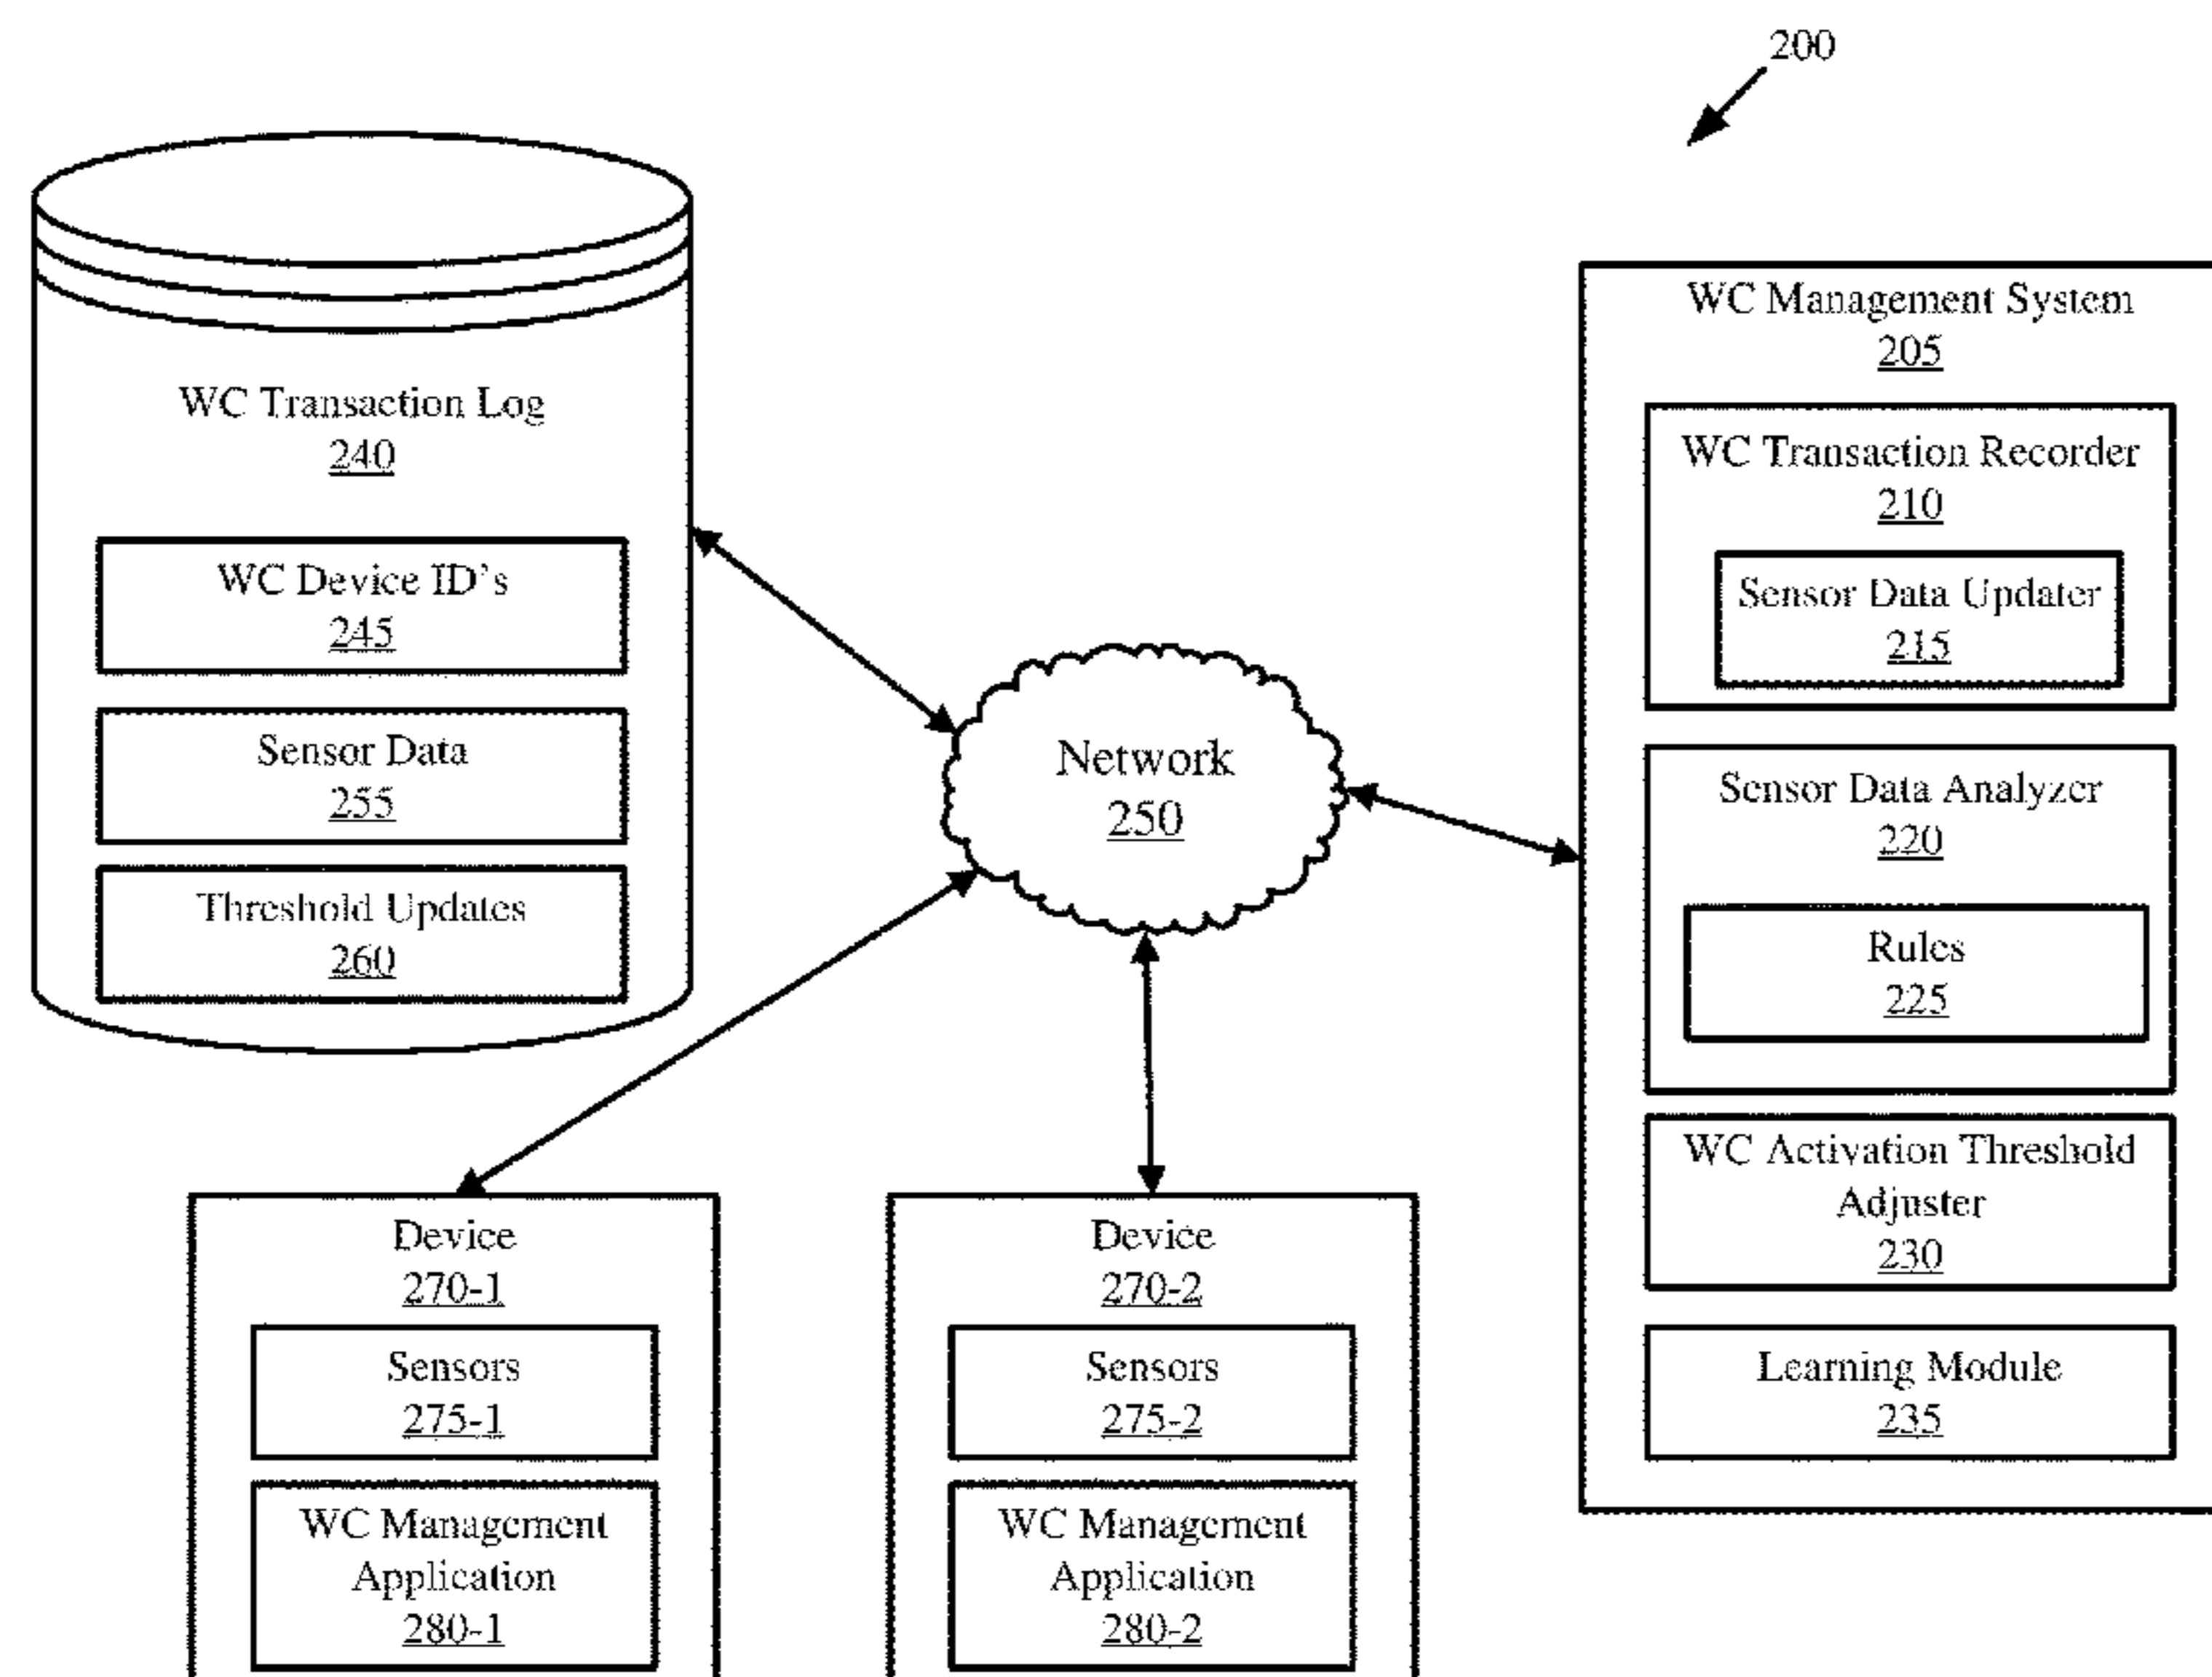 200
WC Transaction Log
240
WC Device ID's
245
Sensor Data
255
Threshold Updates
260
Network
250
WC Management System
205
WC Transaction Recorder
210
Sensor Data Updater
215
Sensor Data Analyzer
220
Rules
225
WC Activation Threshold
Adjuster
230
Learning Module
235
Device
270-1
Sensors
275-1
WC Management
Application
280-1
Device
270-2
Sensors
275-2
WC Management
Application
280-2